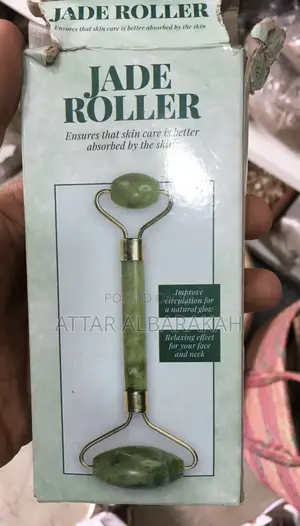 JADE ROLLER
Ensures that skin care is better absorbed by the skin
JADE
ROLLER
Ensures that skin care is better
absorbed by the skin
POSTED ON
ATTAR ALBARAKAH
Improve
circulation for
a natural glow
Relaxing effect
for your face
and neck